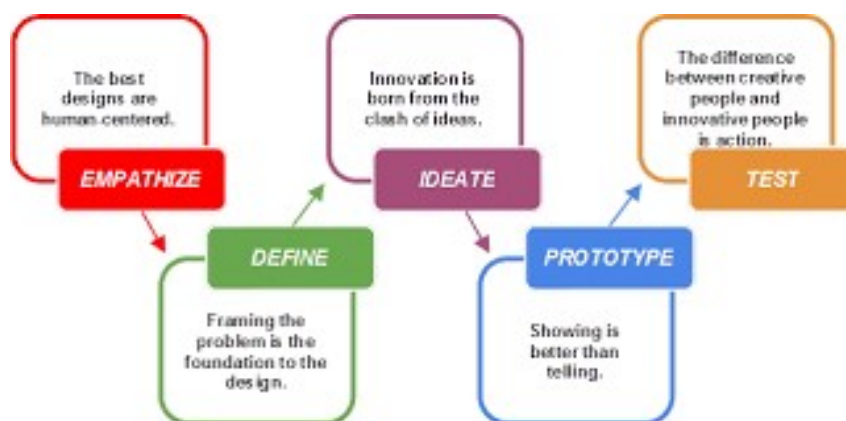 The best
designs are
human-centered.
EMPATHIZE
DEFINE
Framing the
problem is the
foundation to the
design.
Innovation is
born from the
clash of ideas.
IDEATE
PROTOTYPE
Showing is
better than
telling.
The difference
between creative
people and
innovative people
is action.
TEST